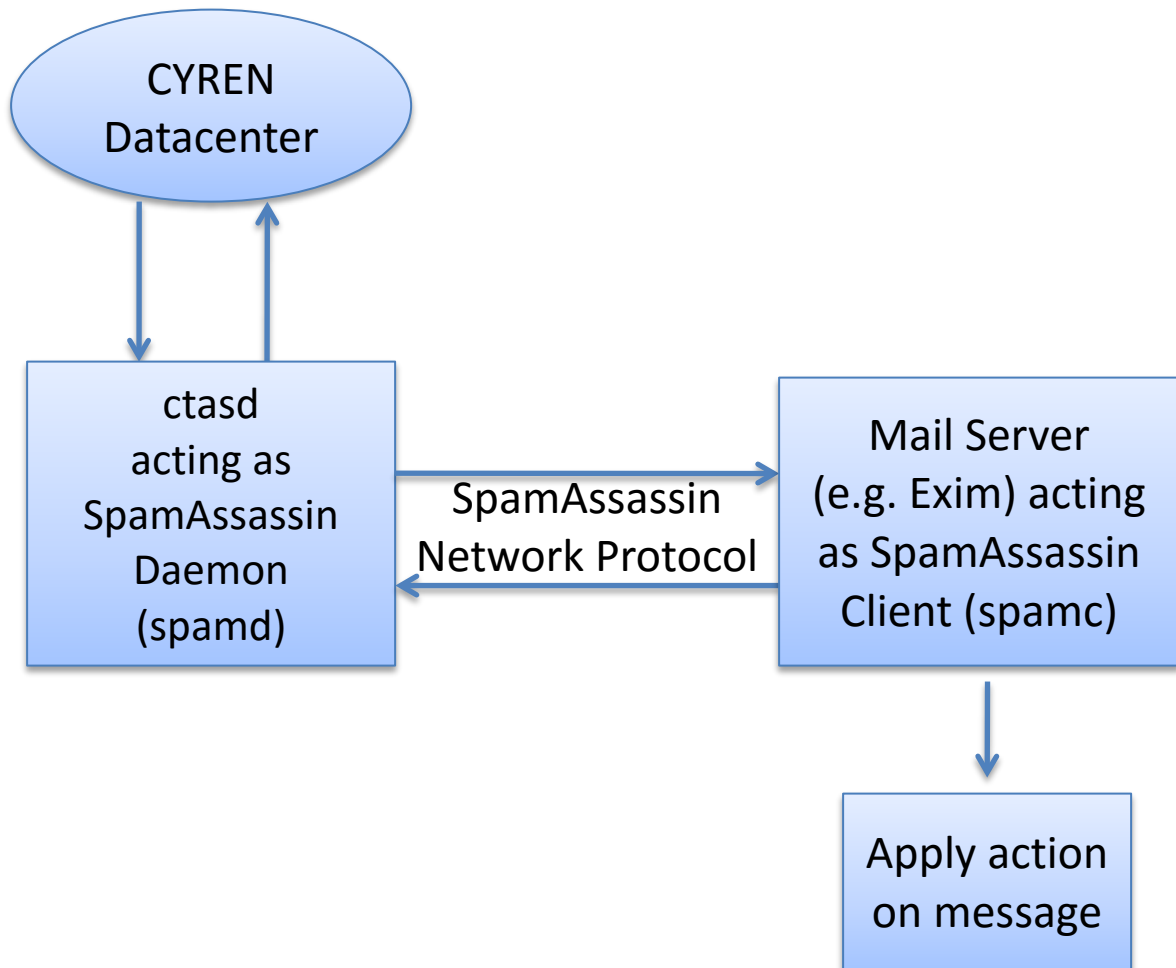 CYREN
Datacenter
ctasd
acting as
SpamAssassin
Daemon
(spamd)
SpamAssassin
Network Protocol
Mail Server
(e.g. Exim) acting
as SpamAssassin
Client (spamc)
Apply action
on message